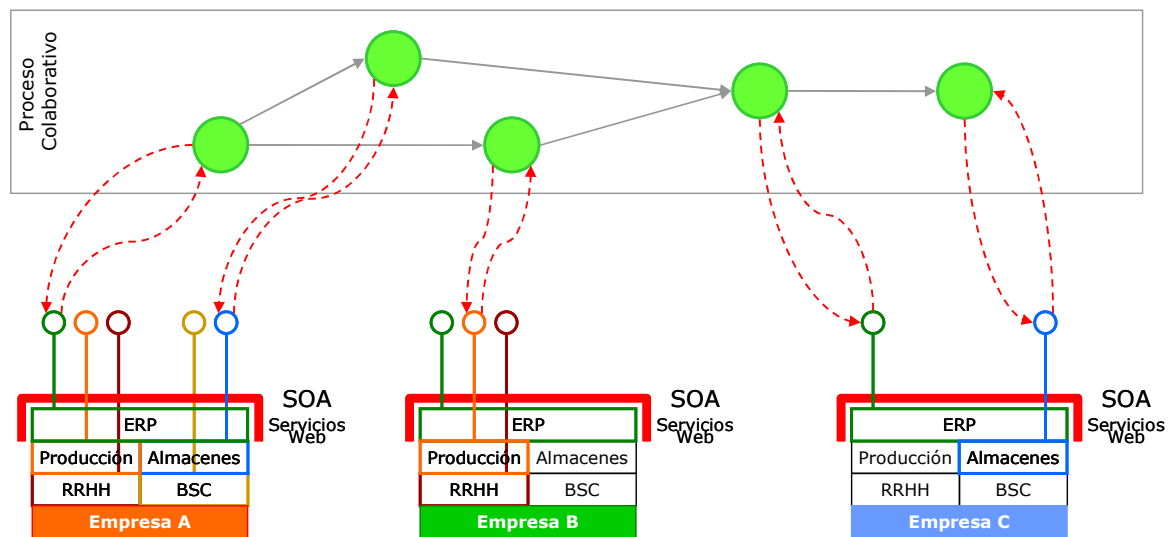 Proceso
Colaborativo
SOA
Servicios
Web
ERP
Producción
Almacenes
RRHH
BSC
Empresa A
SOA
Servicios
Web
ERP
Producción
Almacenes
RRHH
BSC
Empresa B
SOA
Servicios
Web
ERP
Producción
Almacenes
RRHH
BSC
Empresa C